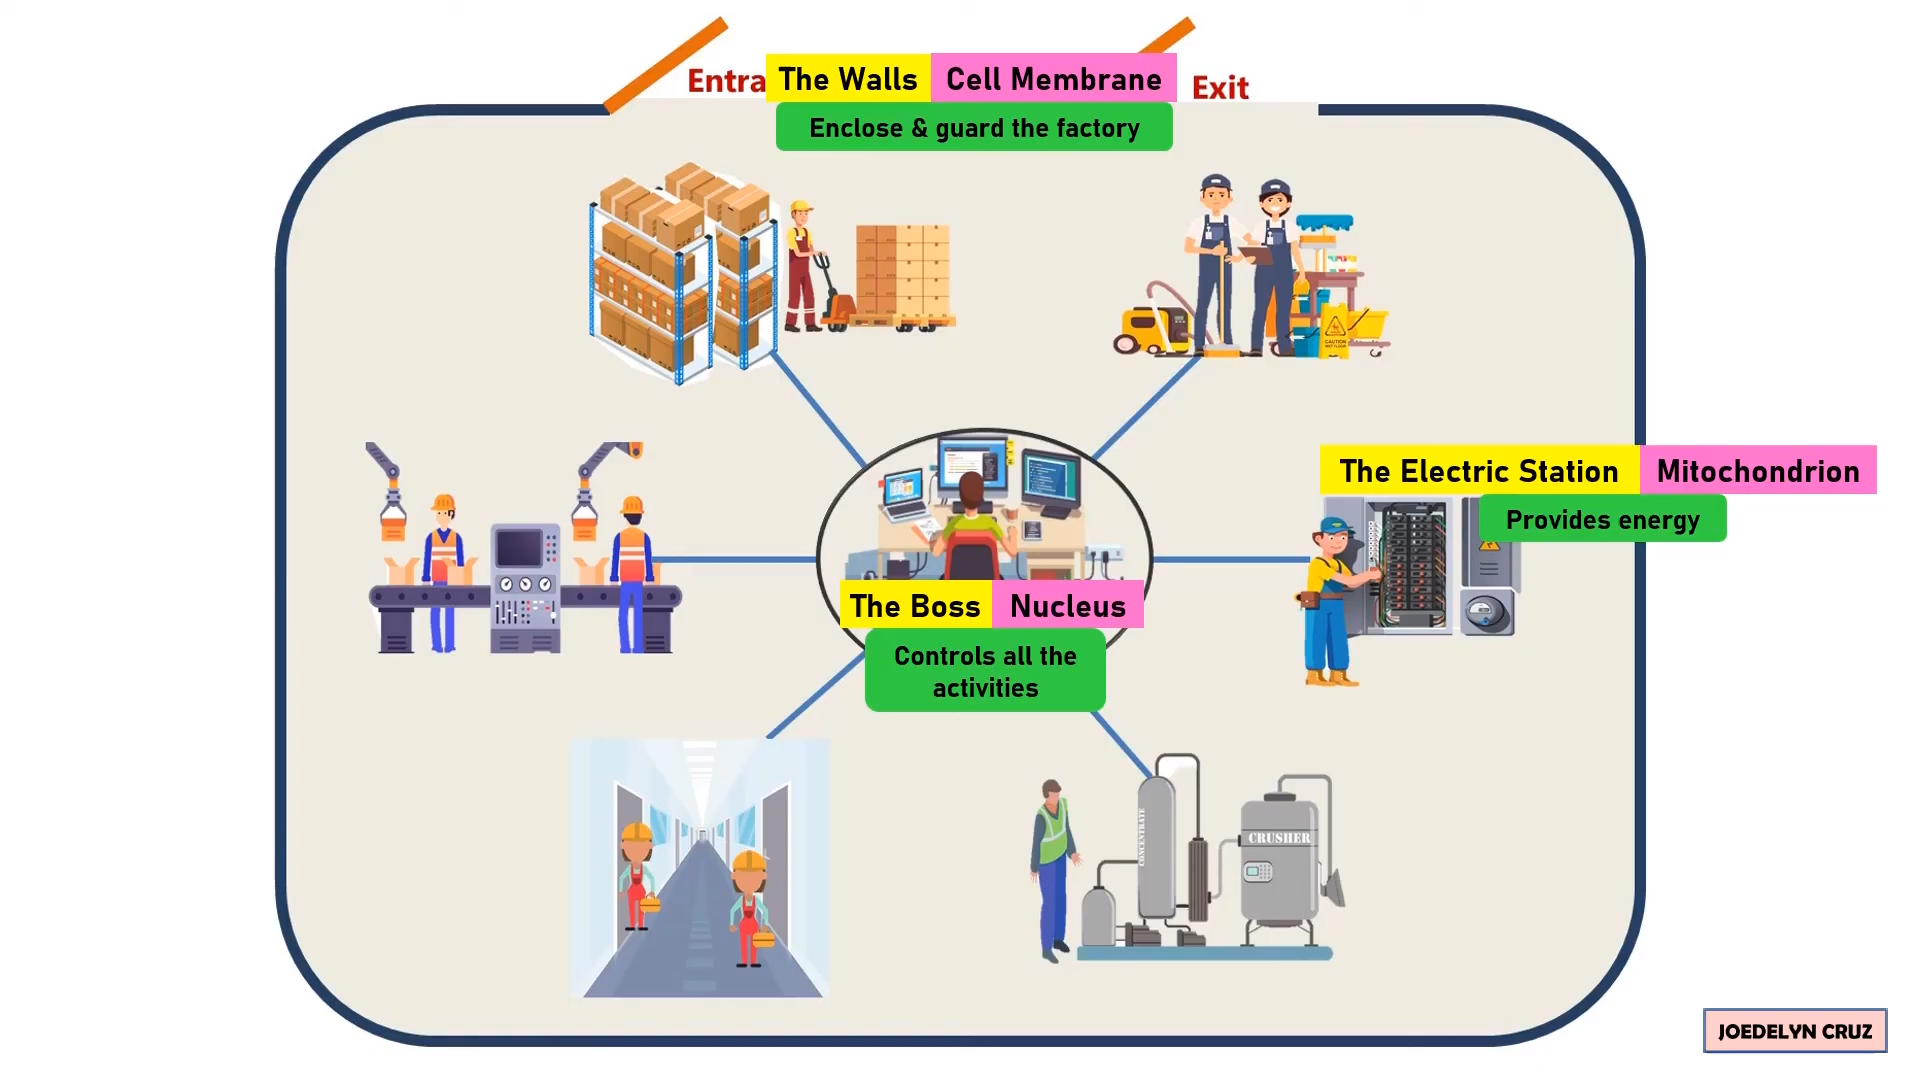 Entra
The Walls Cell Membrane
Exit
Enclose & guard the factory
The Electric Station Mitochondrion
Provides energy
The Boss Nucleus
Controls all the
activities
CONCENTRATE
CRUSHER
JOEDELYN CRUZ